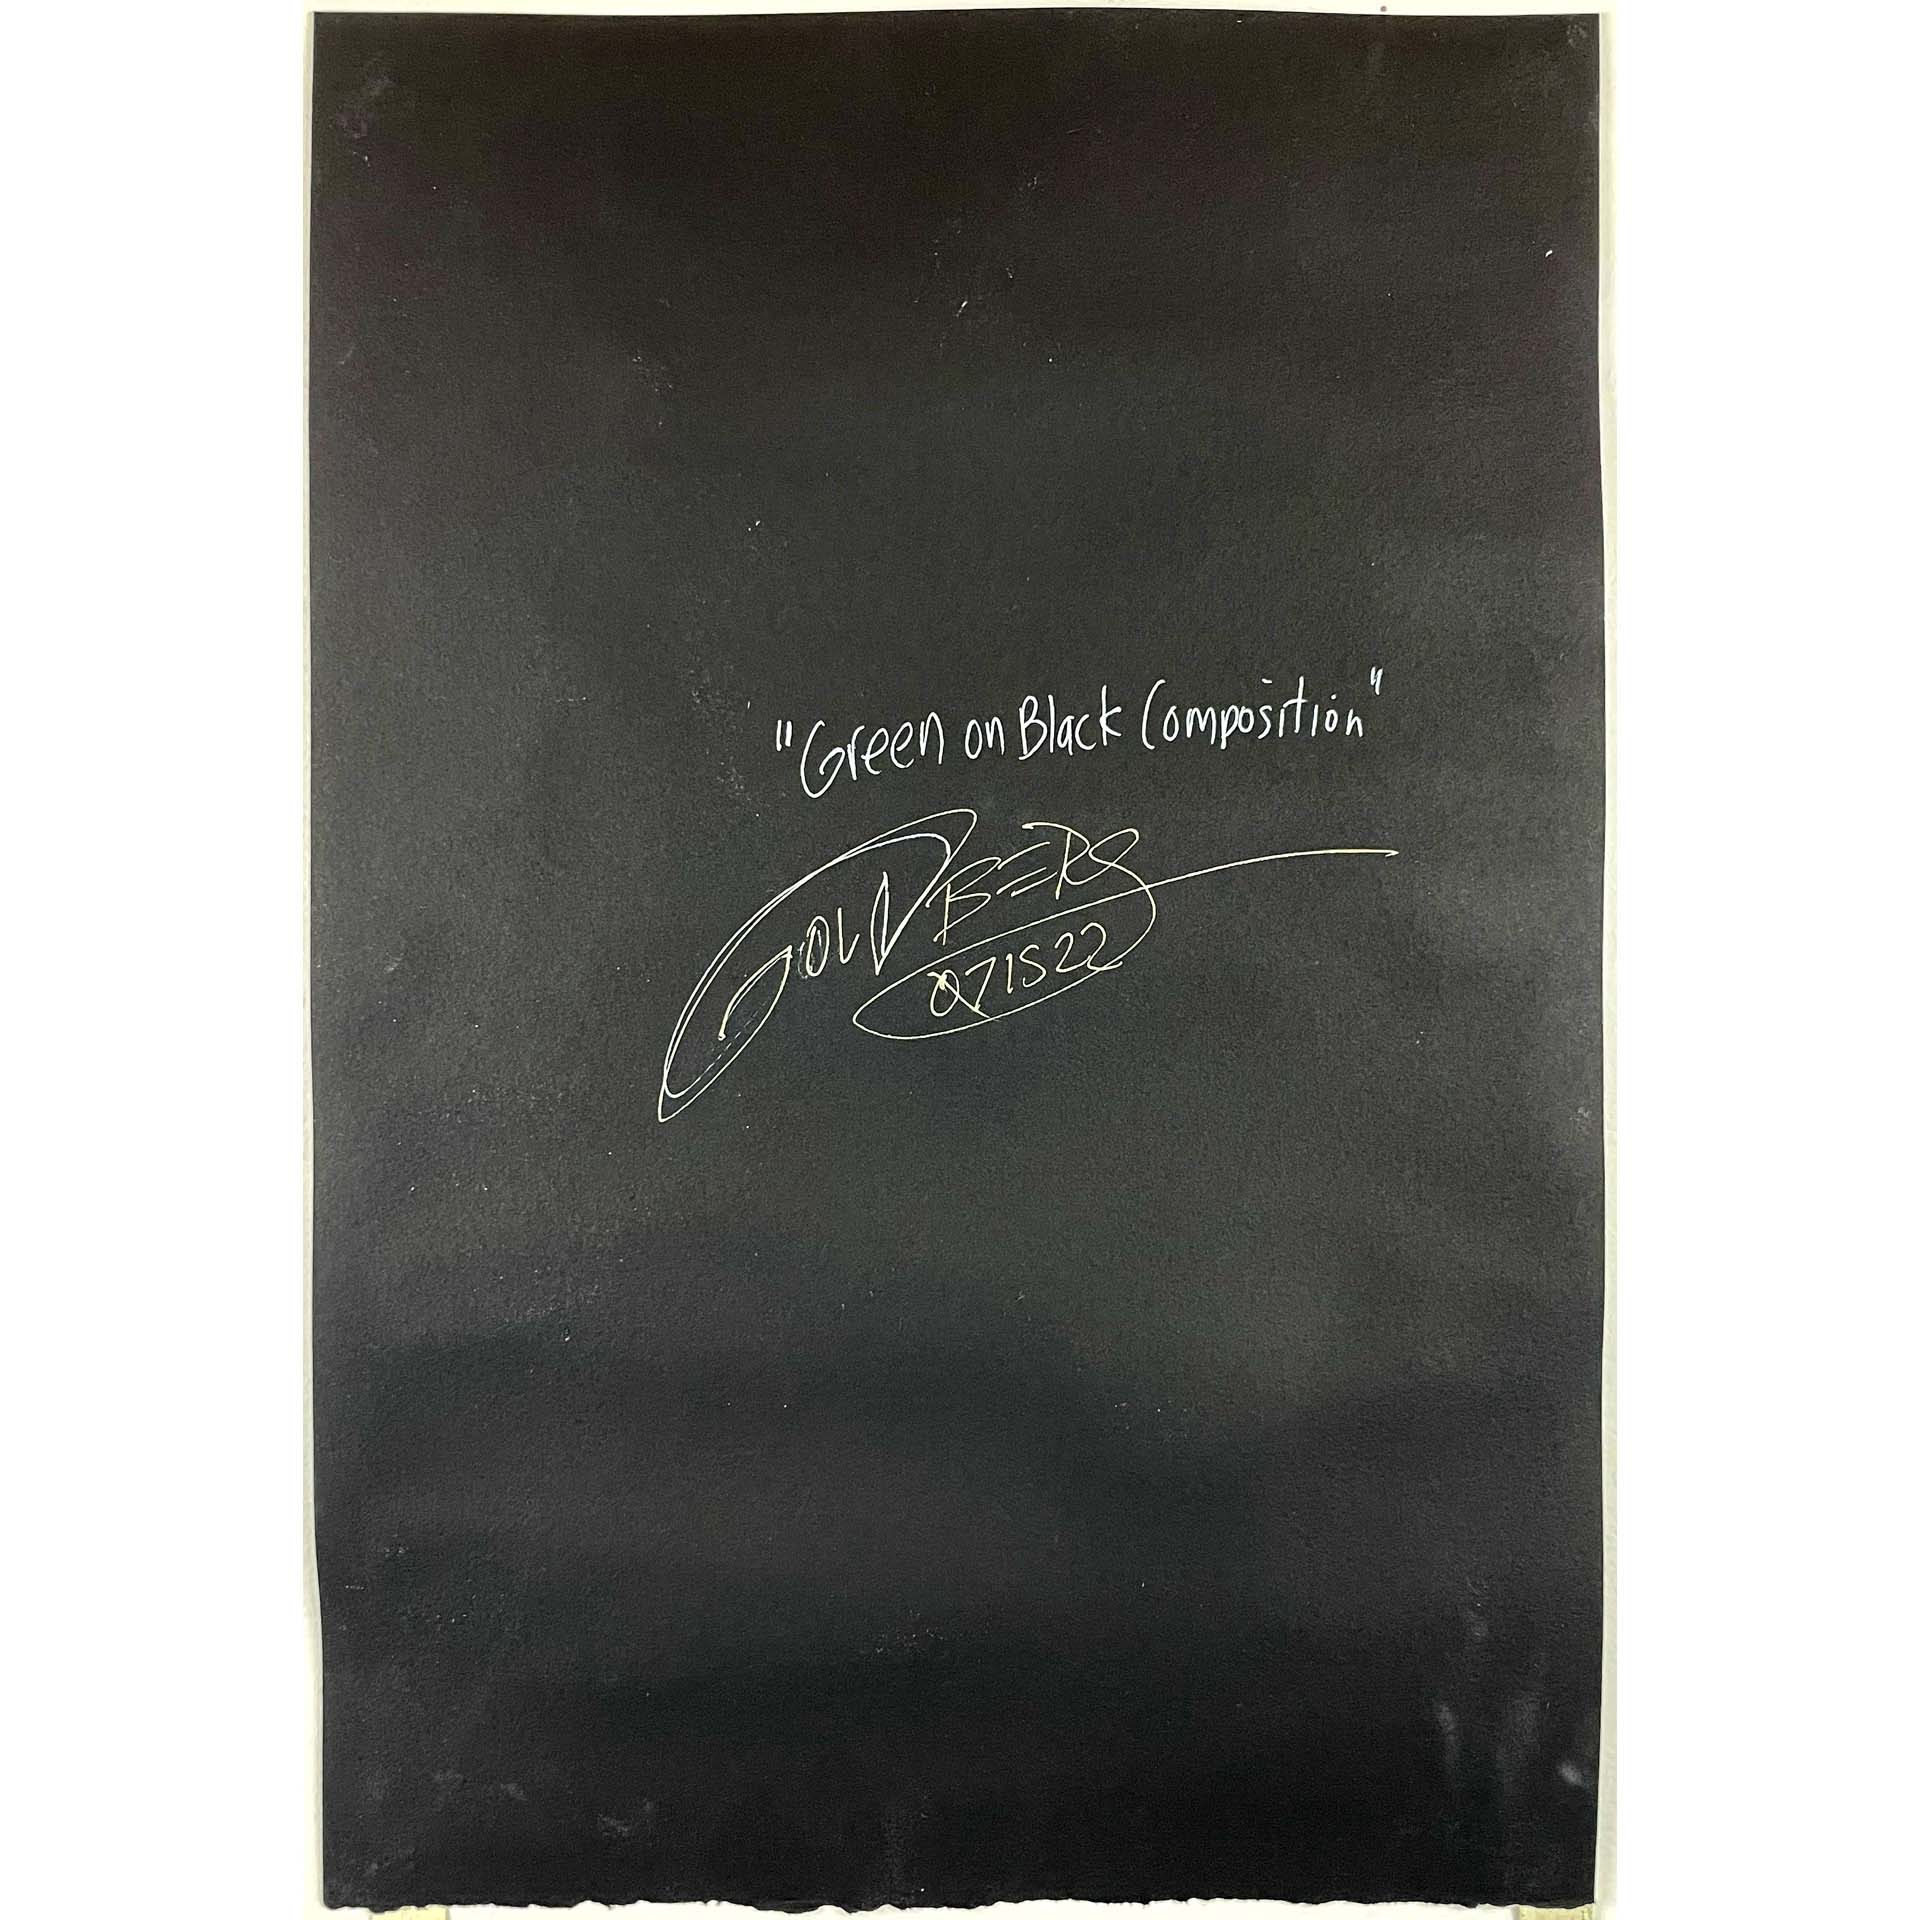 "Green on Black Composition"
GOLDBERG
071522